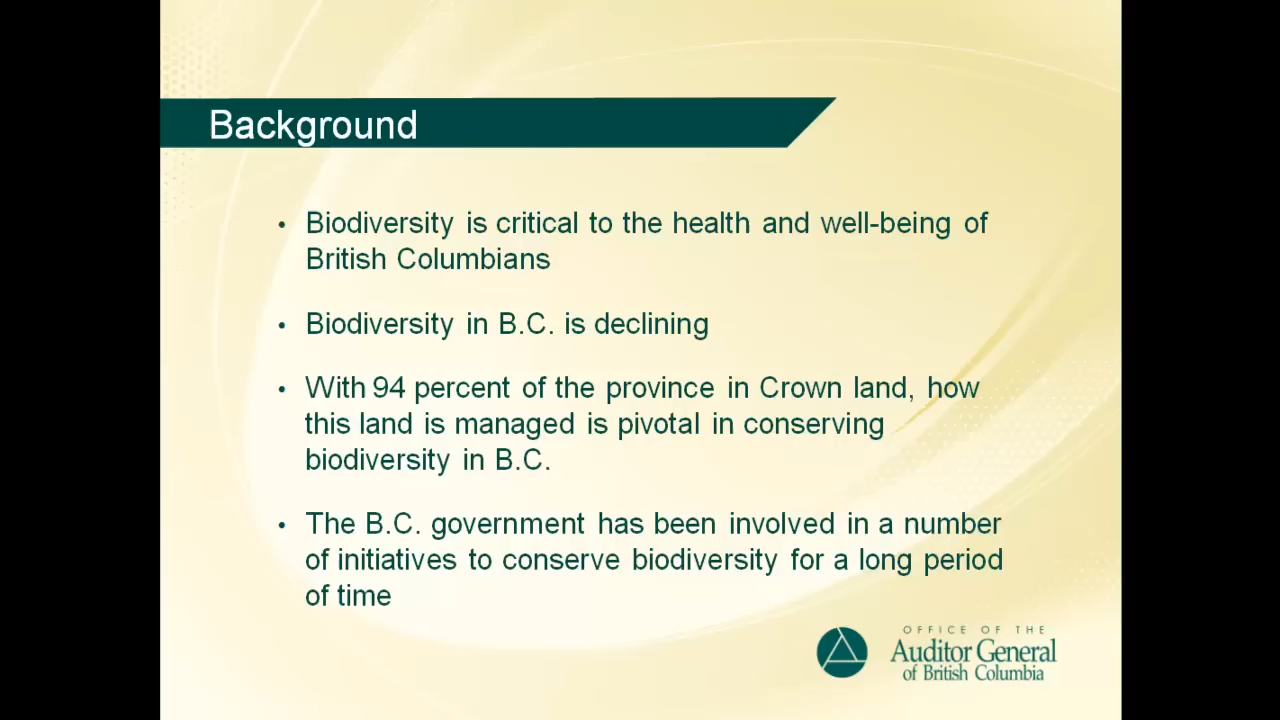 Background
• Biodiversity is critical to the health and well-being of
British Columbians
• Biodiversity in B.C. is declining
• With 94 percent of the province in Crown land, how
this land is managed is pivotal in conserving
biodiversity in B.C.
• The B.C. government has been involved in a number
of initiatives to conserve biodiversity for a long period
of time
OFFICE OF THE
Auditor General
of British Columbia